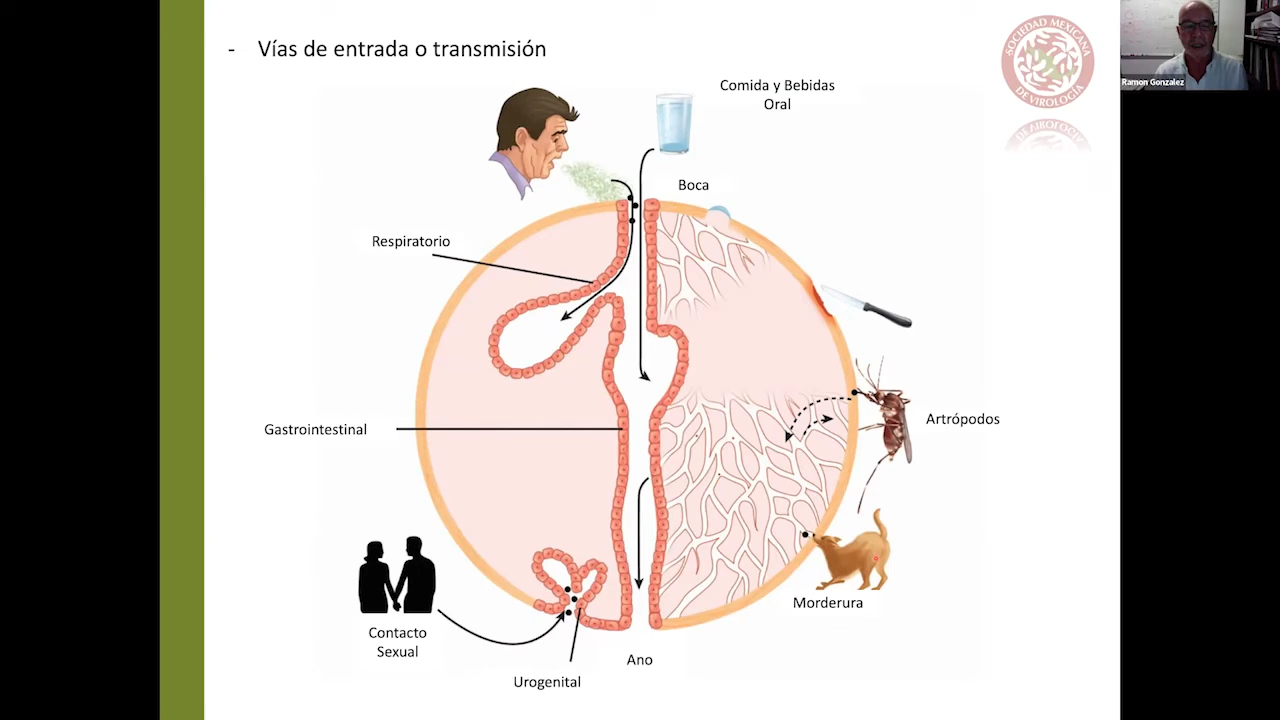 - Vías de entrada o transmisión
SOCIEDAD MEXICANA
DE VIROLOGÍA
Ramon Gonzalez
Comida y Bebidas
Oral
Boca
Respiratorio
Artrópodos
Gastrointestinal
Morderura
Contacto
Sexual
Ano
Urogenital